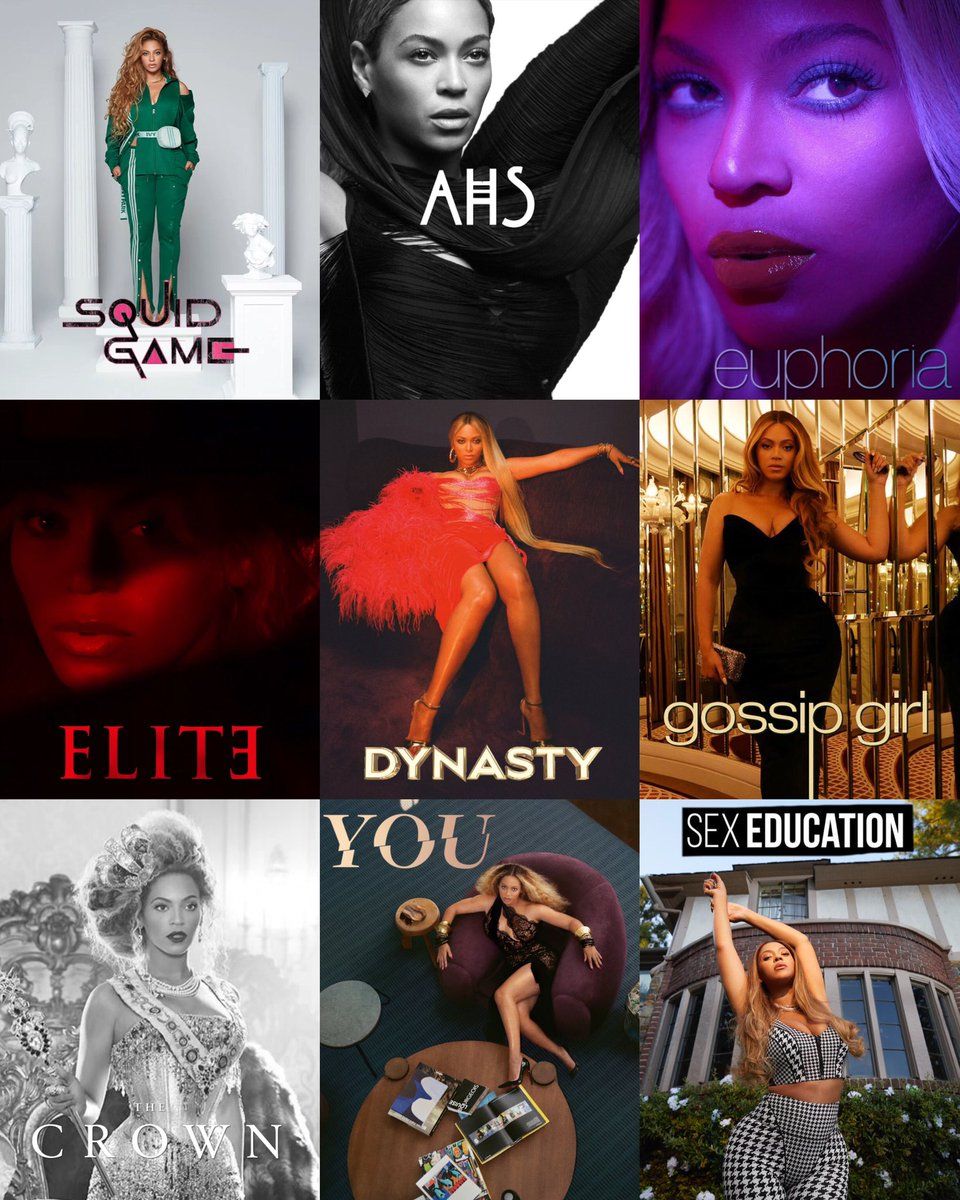 SQUID
GAME
AHS
euphoria
ELITE
DYNASTY
gossip girl
THE
CROWN
YOU
SEX EDUCATION